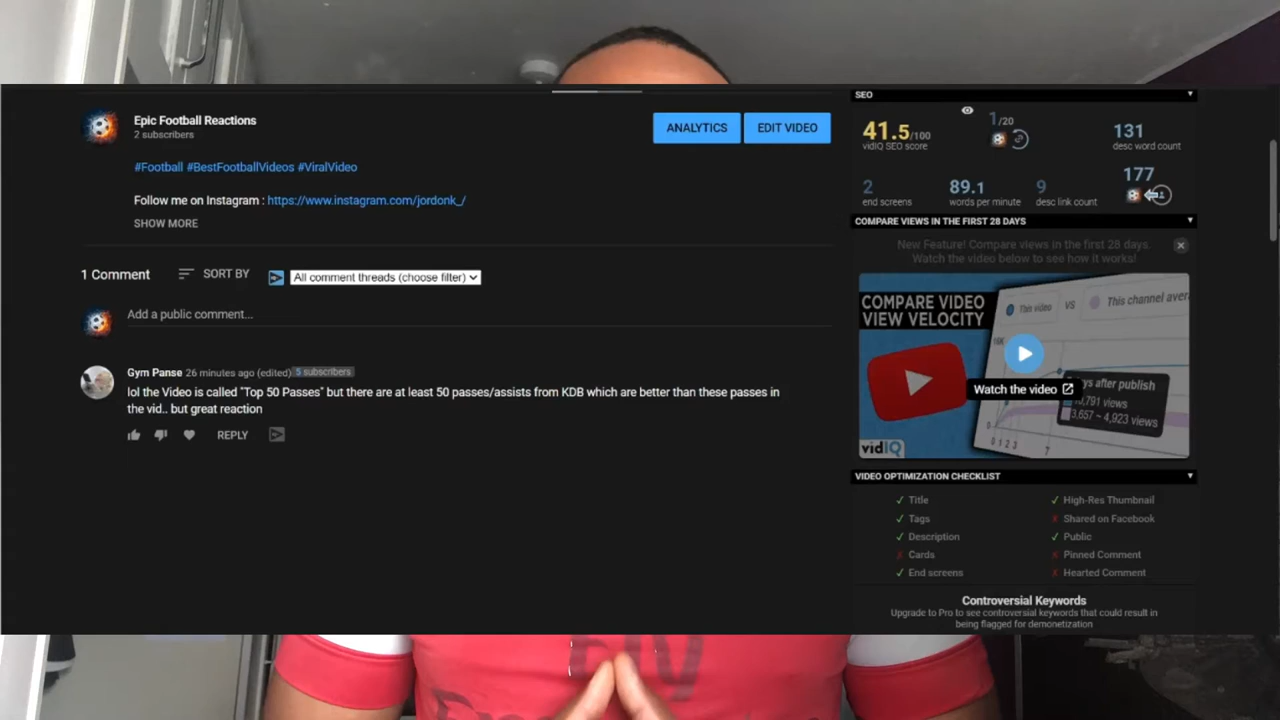 Epic Football Reactions
2 subscribers
ANALYTICS
EDIT VIDEO
#Football #BestFootballVideos #ViralVideo
Follow me on Instagram : https://www.instagram.com/jordonk_/
SHOW MORE
1 Comment
SORT BY
All comment threads (choose filter)
Add a public comment...
Gym Panse 26 minutes ago (edited) 5 subscribers
lol the Video is called "Top 50 Passes" but there are at least 50 passes/assists from KDB which are better than these passes in
the vid.. but great reaction
REPLY
SEO
41.5/100
vidIQ SEO score
1/20
131
desc word count
2
end screens
89.1
words per minute
9
desc link count
177
COMPARE VIEWS IN THE FIRST 28 DAYS
New Feature! Compare views in the first 28 days.
Watch the video below to see how it works!
COMPARE VIDEO
VIEW VELOCITY
This video
VS
This channel avera
Watch the video
ys after publish
,791 views
3,657 ~ 4,923 views
0 1 2 3
7
vidIQ
VIDEO OPTIMIZATION CHECKLIST
Title
High-Res Thumbnail
Tags
Shared on Facebook
Description
Public
Cards
Pinned Comment
End screens
Hearted Comment
Controversial Keywords
Upgrade to Pro to see controversial keywords that could result in
being flagged for demonetization
Fly